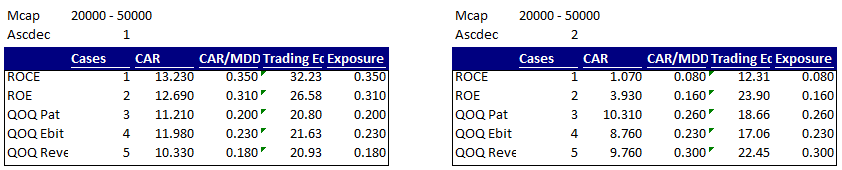 Mcap 20000 - 50000
Ascdec 1
Cases CAR CAR/MDD Trading Ec Exposure
ROCE 1 13.230 0.350 32.23 0.350
ROE 2 12.690 0.310 26.58 0.310
QOQ Pat 3 11.210 0.200 20.80 0.200
QOQ Ebit 4 11.980 0.230 21.63 0.230
QOQ Reve 5 10.330 0.180 20.93 0.180
Mcap 20000 - 50000
Ascdec 2
Cases CAR CAR/MDD Trading Ec Exposure
ROCE 1 1.070 0.080 12.31 0.080
ROE 2 3.930 0.160 23.90 0.160
QOQ Pat 3 10.310 0.260 18.66 0.260
QOQ Ebit 4 8.760 0.230 17.06 0.230
QOQ Reve 5 9.760 0.300 22.45 0.300